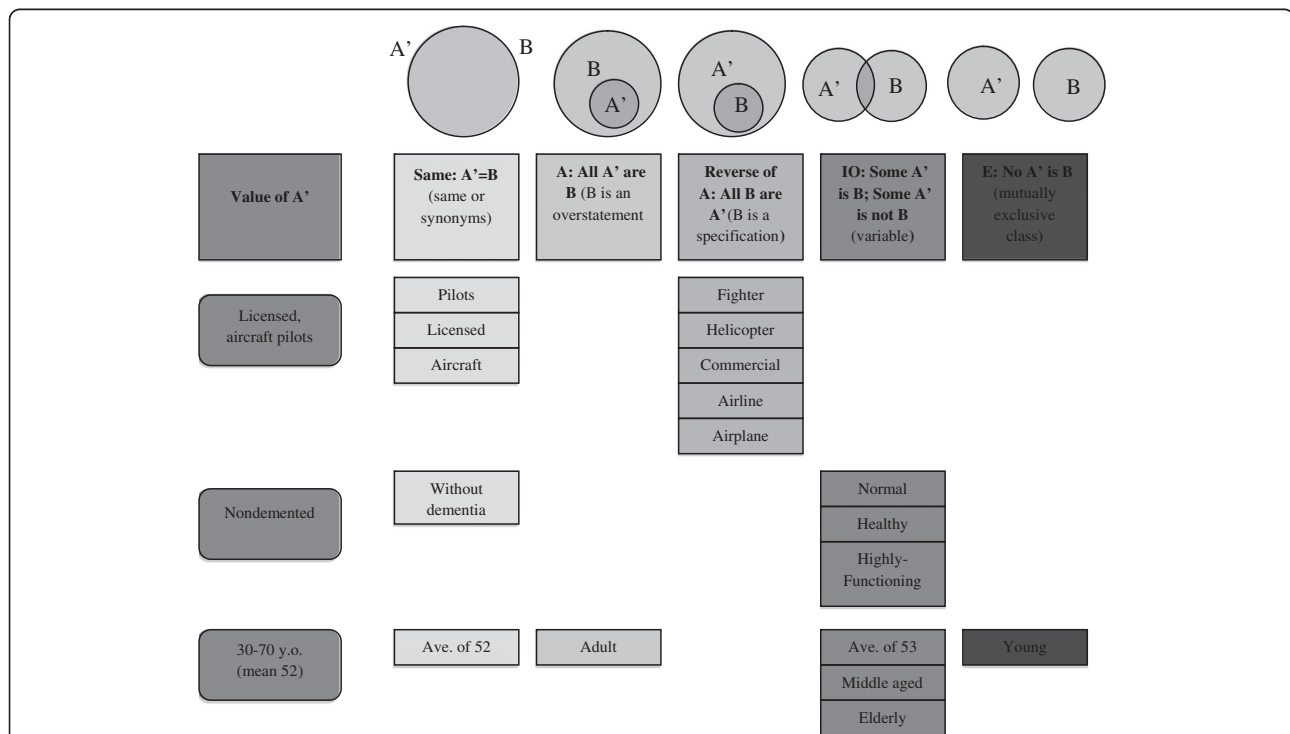 A’
B
B
A’
A’
B
A’
B
A’
B
Value of A’
Same: A’=B
(same or
synonyms)
A: All A’ are
B (B is an
overstatement
Reverse of
A: All B are
A’(B is a
specification)
IO: Some A’
is B; Some A’
is not B
(variable)
E: No A’ is B
(mutually
exclusive
class)
Licensed,
aircraft pilots
Pilots
Licensed
Aircraft
Fighter
Helicopter
Commercial
Airline
Airplane
Nondemented
Without
dementia
Normal
Healthy
Highly-
Functioning
30-70 y.o.
(mean 52)
Ave. of 52
Adult
Ave. of 53
Middle aged
Elderly
Young